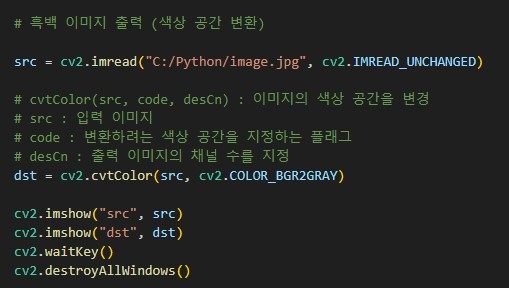 # 흑백 이미지 출력 (색상 공간 변환)
src = cv2.imread("C:/Python/image.jpg", cv2.IMREAD_UNCHANGED)
# cvtColor(src, code, desCn) : 이미지의 색상 공간을 변경
# src : 입력 이미지
# code : 변환하려는 색상 공간을 지정하는 플래그
# desCn : 출력 이미지의 채널 수를 지정
dst = cv2.cvtColor(src, cv2.COLOR_BGR2GRAY)
cv2.imshow("src", src)
cv2.imshow("dst", dst)
cv2.waitKey()
cv2.destroyAllWindows()